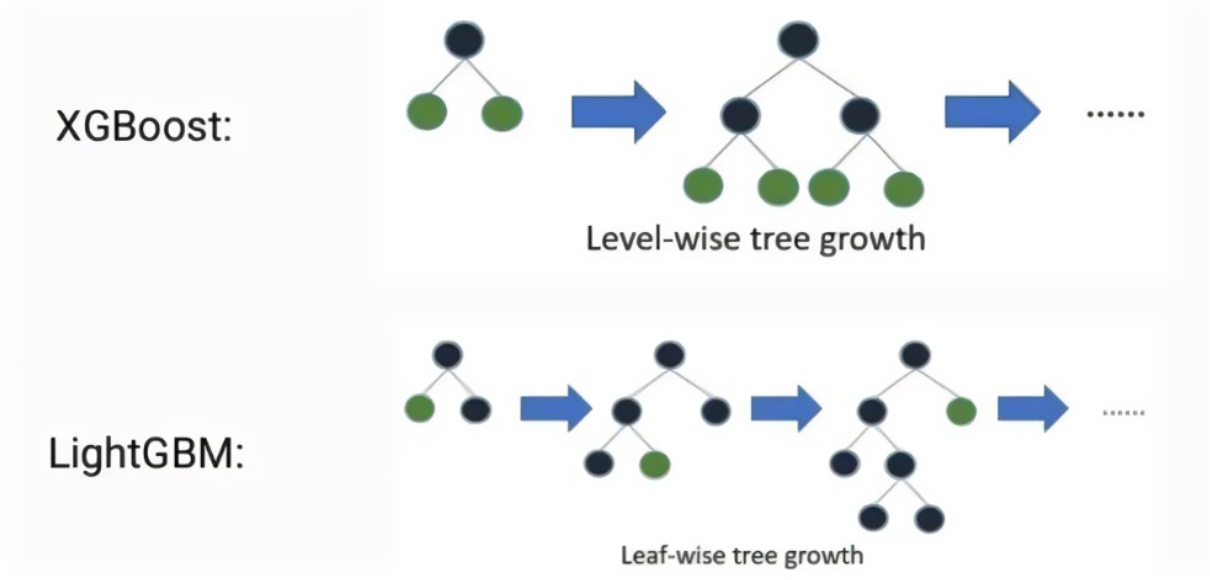 XGBoost:
......
Level-wise tree growth
LightGBM:
......
Leaf-wise tree growth